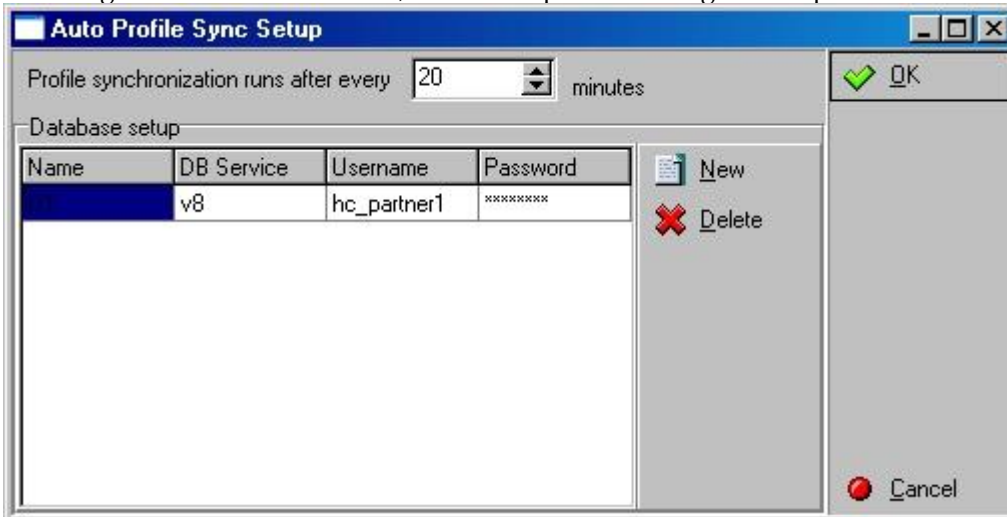 Auto Profile Sync Setup
Profile synchronization runs after every 20 minutes
OK
Database setup
Name DB Service Username Password
v8 hc_partner1 ********
New
Delete
Cancel